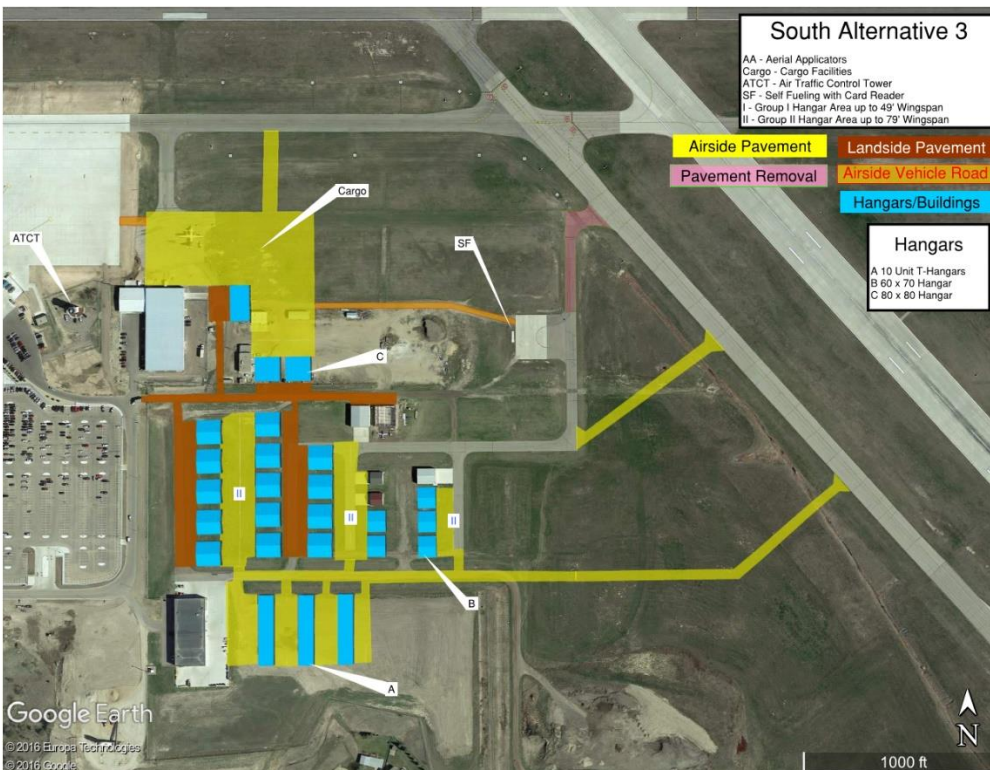 South Alternative 3
AA - Aerial Applicators
Cargo - Cargo Facilities
ATCT - Air Traffic Control Tower
SF - Self Fueling with Card Reader
I - Group I Hangar Area up to 49' Wingspan
II - Group II Hangar Area up to 79' Wingspan
Airside Pavement
Landside Pavement
Pavement Removal
Airside Vehicle Road
Hangars/Buildings
Hangars
A 10 Unit T-Hangars
B 60 x 70 Hangar
C 80 x 80 Hangar
Cargo
ATCT
SF
C
II
II
II
B
A
Google Earth
© 2016 Europa Technologies
© 2016 Google
N
1000 ft